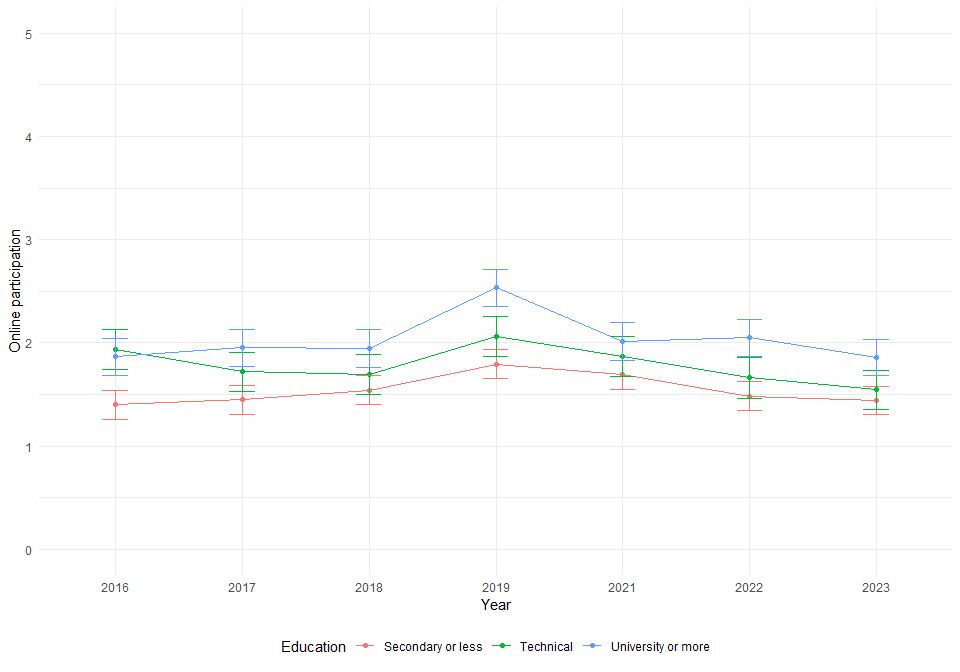 5
4
3
2
1
0
Online participation
2016 2017 2018 2019 2021 2022 2023
Year
Education Secondary or less Technical University or more